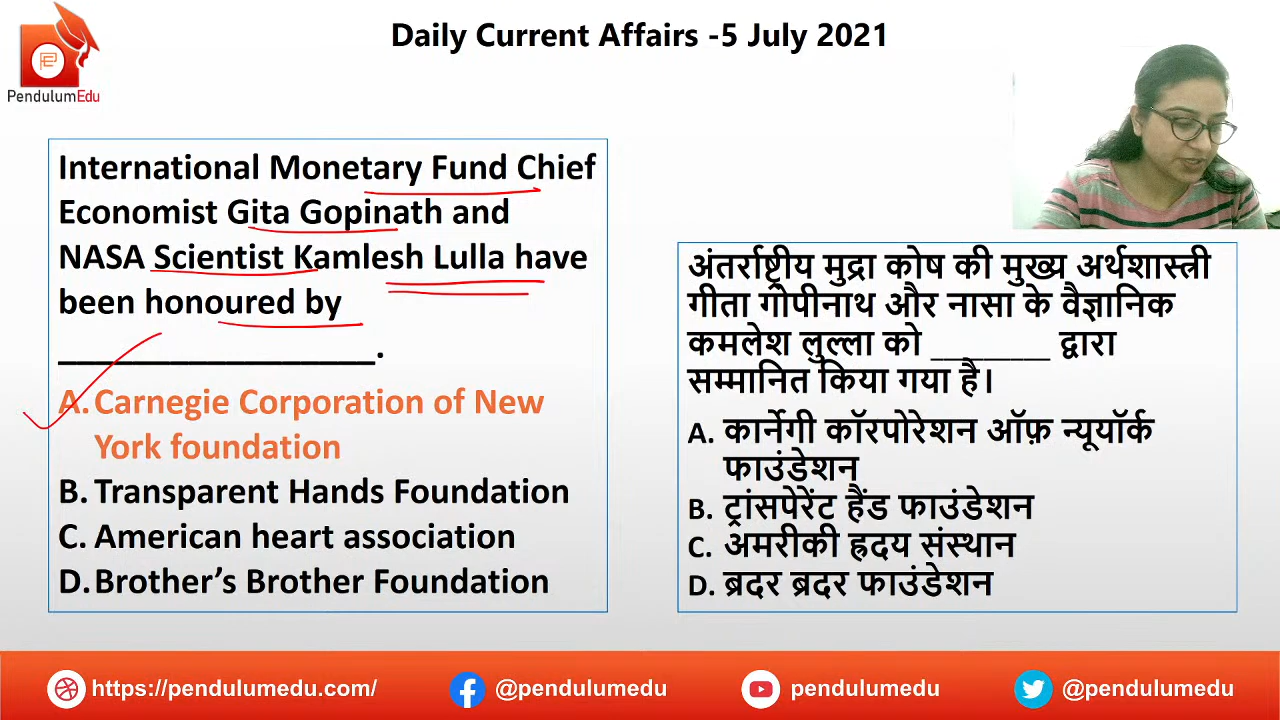 Daily Current Affairs -5 July 2021
PendulumEdu
International Monetary Fund Chief
Economist Gita Gopinath and
NASA Scientist Kamlesh Lulla have
been honoured by
_________________.
A. Carnegie Corporation of New
York foundation
B. Transparent Hands Foundation
C. American heart association
D. Brother’s Brother Foundation
अंतर्राष्ट्रीय मुद्रा कोष की मुख्य अर्थशास्त्री
गीता गोपीनाथ और नासा के वैज्ञानिक
कमलेश लुल्ला को _________ द्वारा
सम्मानित किया गया है।
A. कार्नेगी कॉरपोरेशन ऑफ़ न्यूयॉर्क
फाउंडेशन
B. ट्रांसपेरेंट हैंड फाउंडेशन
C. अमरीकी ह्रदय संस्थान
D. ब्रदर ब्रदर फाउंडेशन
https://pendulumedu.com/
@pendulumedu
pendulumedu
@pendulumedu